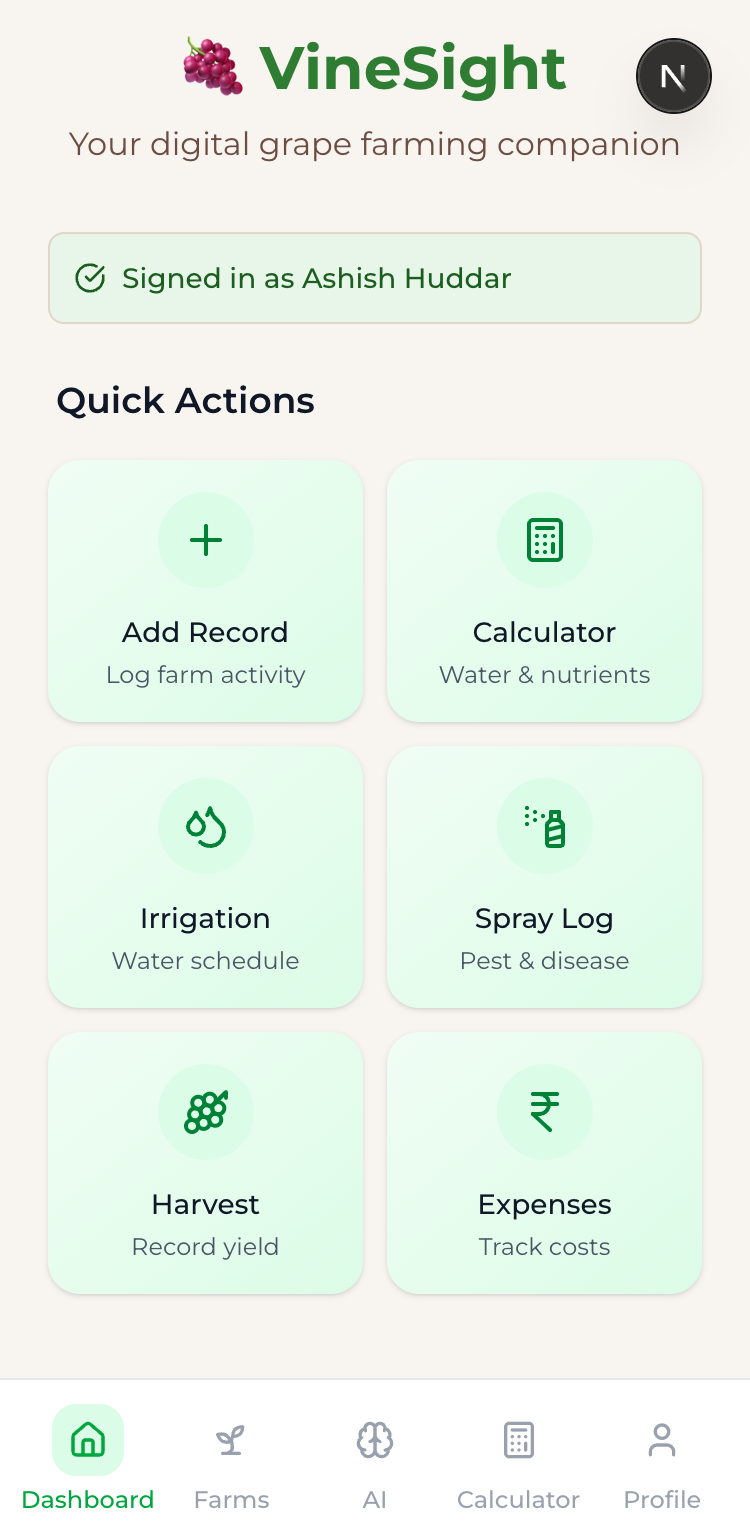 VineSight
N
Your digital grape farming companion
Signed in as Ashish Huddar
Quick Actions
Add Record
Log farm activity
Calculator
Water & nutrients
Irrigation
Water schedule
Spray Log
Pest & disease
Harvest
Record yield
Expenses
Track costs
Dashboard
Farms
AI
Calculator
Profile